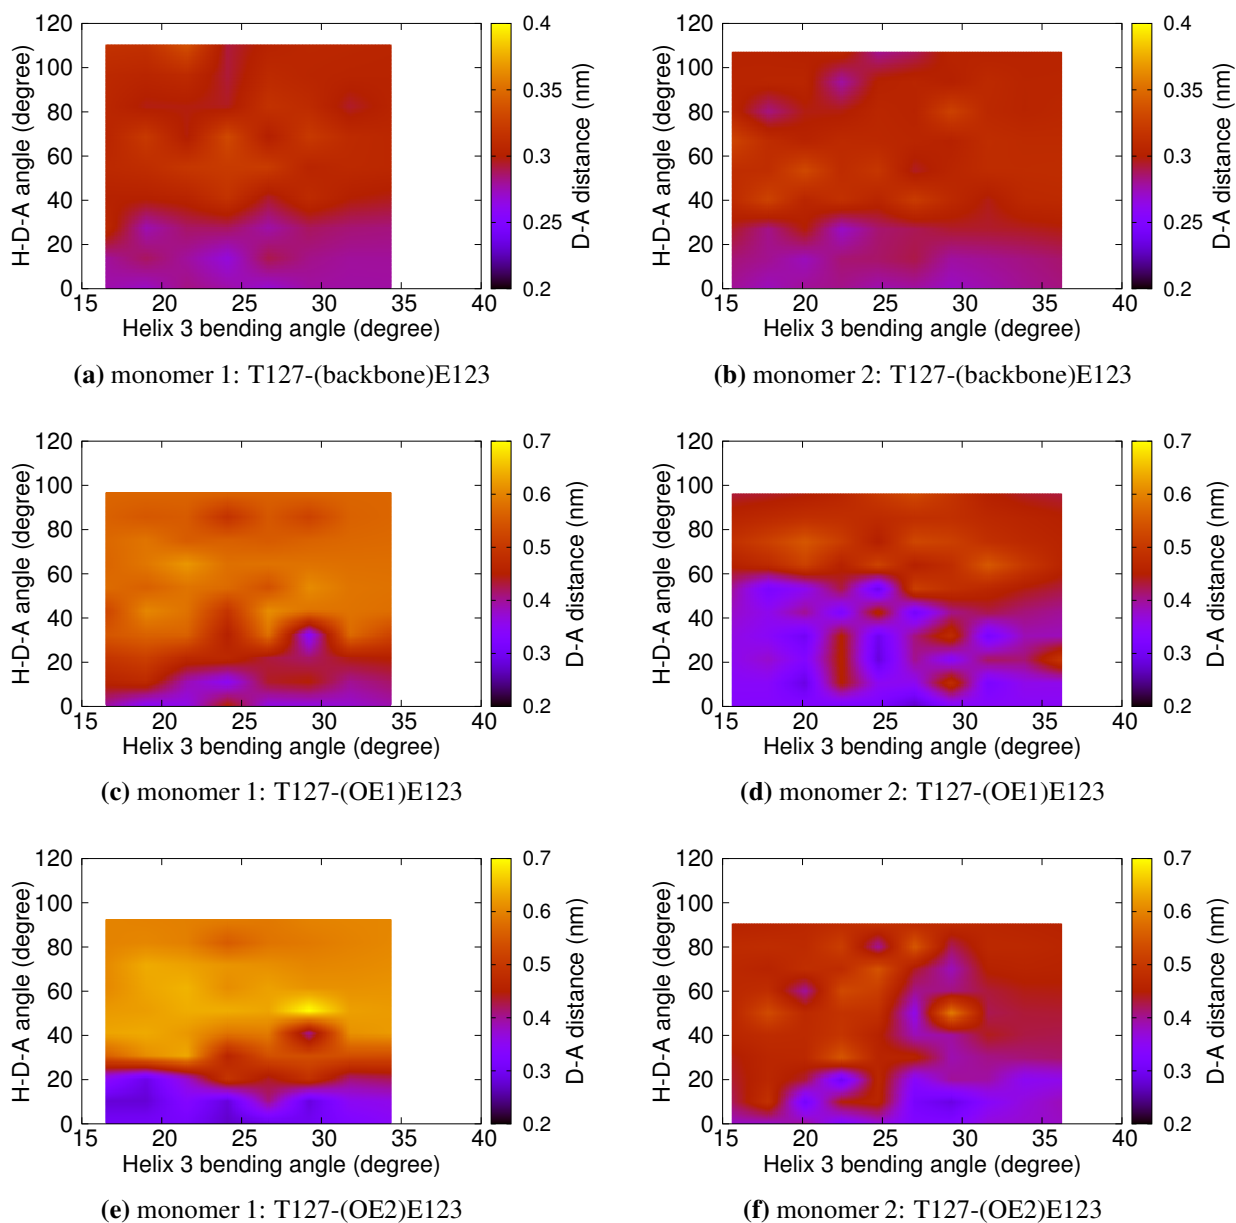 120
100
80
60
40
20
0
H-D-A angle (degree)
15 20 25 30 35 40
Helix 3 bending angle (degree)
0.4
0.35
0.3
0.25
0.2
D-A distance (nm)
(a) monomer 1: T127-(backbone)E123
120
100
80
60
40
20
0
H-D-A angle (degree)
15 20 25 30 35 40
Helix 3 bending angle (degree)
0.4
0.35
0.3
0.25
0.2
D-A distance (nm)
(b) monomer 2: T127-(backbone)E123
120
100
80
60
40
20
0
H-D-A angle (degree)
15 20 25 30 35 40
Helix 3 bending angle (degree)
0.7
0.6
0.5
0.4
0.3
0.2
D-A distance (nm)
(c) monomer 1: T127-(OE1)E123
120
100
80
60
40
20
0
H-D-A angle (degree)
15 20 25 30 35 40
Helix 3 bending angle (degree)
0.7
0.6
0.5
0.4
0.3
0.2
D-A distance (nm)
(d) monomer 2: T127-(OE1)E123
120
100
80
60
40
20
0
H-D-A angle (degree)
15 20 25 30 35 40
Helix 3 bending angle (degree)
0.7
0.6
0.5
0.4
0.3
0.2
D-A distance (nm)
(e) monomer 1: T127-(OE2)E123
120
100
80
60
40
20
0
H-D-A angle (degree)
15 20 25 30 35 40
Helix 3 bending angle (degree)
0.7
0.6
0.5
0.4
0.3
0.2
D-A distance (nm)
(f) monomer 2: T127-(OE2)E123